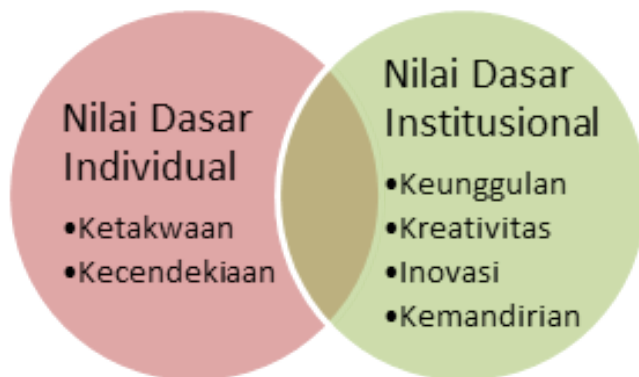 Nilai Dasar
Individual
•Ketakwaan
•Kecendekiaan
Nilai Dasar
Institusional
•Keunggulan
•Kreativitas
•Inovasi
•Kemandirian